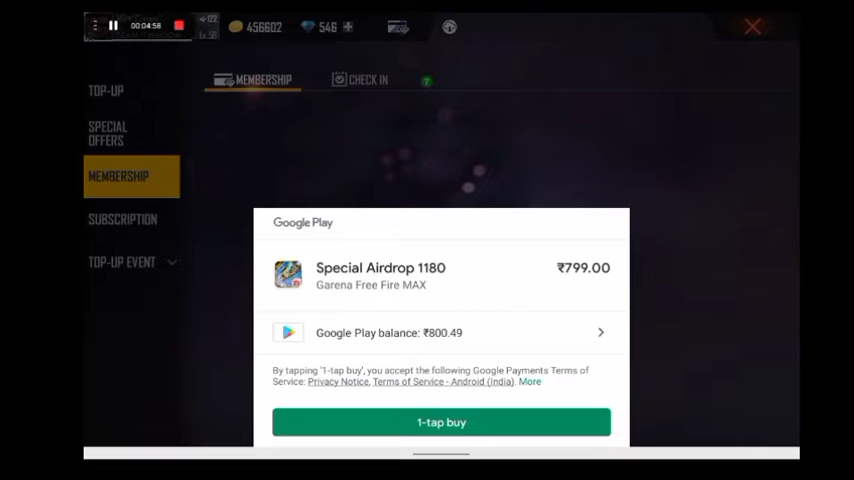 00:04:58
Lv. 58
456602
546
MEMBERSHIP
CHECK IN
?
TOP-UP
SPECIAL
OFFERS
MEMBERSHIP
SUBSCRIPTION
TOP-UP EVENT
Google Play
Special Airdrop 1180
₹799.00
Garena Free Fire MAX
Google Play balance: ₹800.49
By tapping '1-tap buy', you accept the following Google Payments Terms of
Service: Privacy Notice, Terms of Service - Android (India). More
1-tap buy